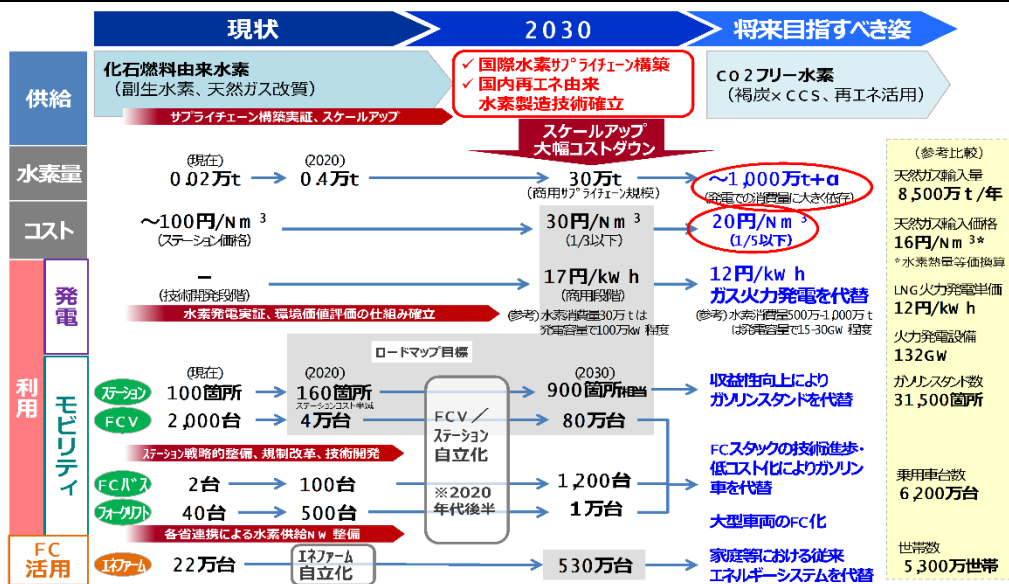 現状
2030
将来目指すべき姿
供給
化石燃料由来水素
(副生水素、天然ガス改質)
✓ 国際水素ｻﾌﾟﾗｲﾁｪｰﾝ構築
✓ 国内再エネ由来
水素製造技術確立
CO2フリー水素
(褐炭×CCS、再エネ活用)
サプライチェーン構築実証、スケールアップ
スケールアップ
大幅コストダウン
水素量
(現在)
0.02万t
(2020)
0.4万t
30万t
(商用ｻﾌﾟﾗｲﾁｪｰﾝ規模)
～1,000万t+α
(発電での消費量に大きく依存)
(参考比較)
天然ガス輸入量
8,500万t/年
コスト
～100円/Nm³
(ステーション価格)
30円/Nm³
(1/3以下)
20円/Nm³
(1/5以下)
天然ガス輸入価格
16円/Nm³*
*水素熱量等価換算
利用
発電
－
(技術開発段階)
17円/kwh
(商用段階)
12円/kwh
ガス火力発電を代替
LNG火力発電単価
12円/kwh
水素発電実証、環境価値評価の仕組み確立
(参考)水素消費量30万tは
発電容量で100万kW程度
(参考)水素消費量500万-1,000万t
は発電容量で15-30GW程度
火力発電設備
132GW
ロードマップ目標
モビリティ
(現在)
(2020)
(2030)
ｽﾃｰｼｮﾝ
100箇所
160箇所
ステーションコスト半減
900箇所相当
収益性向上により
ガソリンスタンドを代替
ガソリンスタンド数
31,500箇所
FCV
2,000台
4万台
FCV／
ステーション
自立化
※2020
年代後半
80万台
ステーション戦略的整備、規制改革、技術開発
FCスタックの技術進歩・
低コスト化によりガソリン
車を代替
FCﾊﾞｽ
2台
100台
1,200台
乗用車台数
6,200万台
ﾌｫｰｸﾘﾌﾄ
40台
500台
1万台
大型車両のFC化
各省連携による水素供給NW整備
FC
活用
ｴﾈﾌｧｰﾑ
22万台
ｴﾈﾌｧｰﾑ
自立化
530万台
家庭等における従来
エネルギーシステムを代替
世帯数
5,300万世帯